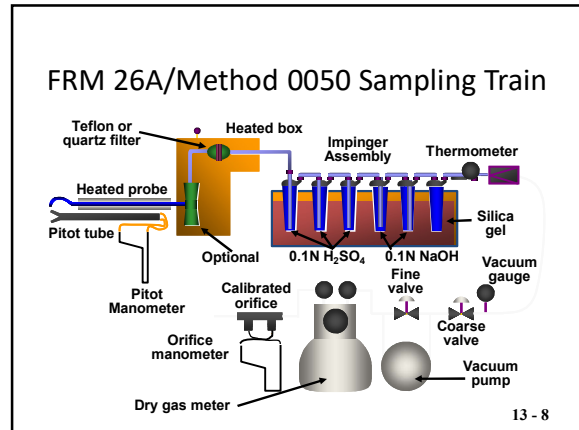 FRM 26A/Method 0050 Sampling Train
Teflon or
quartz filter
Heated box
Impinger
Assembly
Thermometer
Heated probe
Pitot tube
Optional
0.1N H₂SO₄
0.1N NaOH
Silica
gel
Pitot
Manometer
Calibrated
orifice
Fine
valve
Vacuum
gauge
Orifice
manometer
Coarse
valve
Dry gas meter
Vacuum
pump
13 - 8